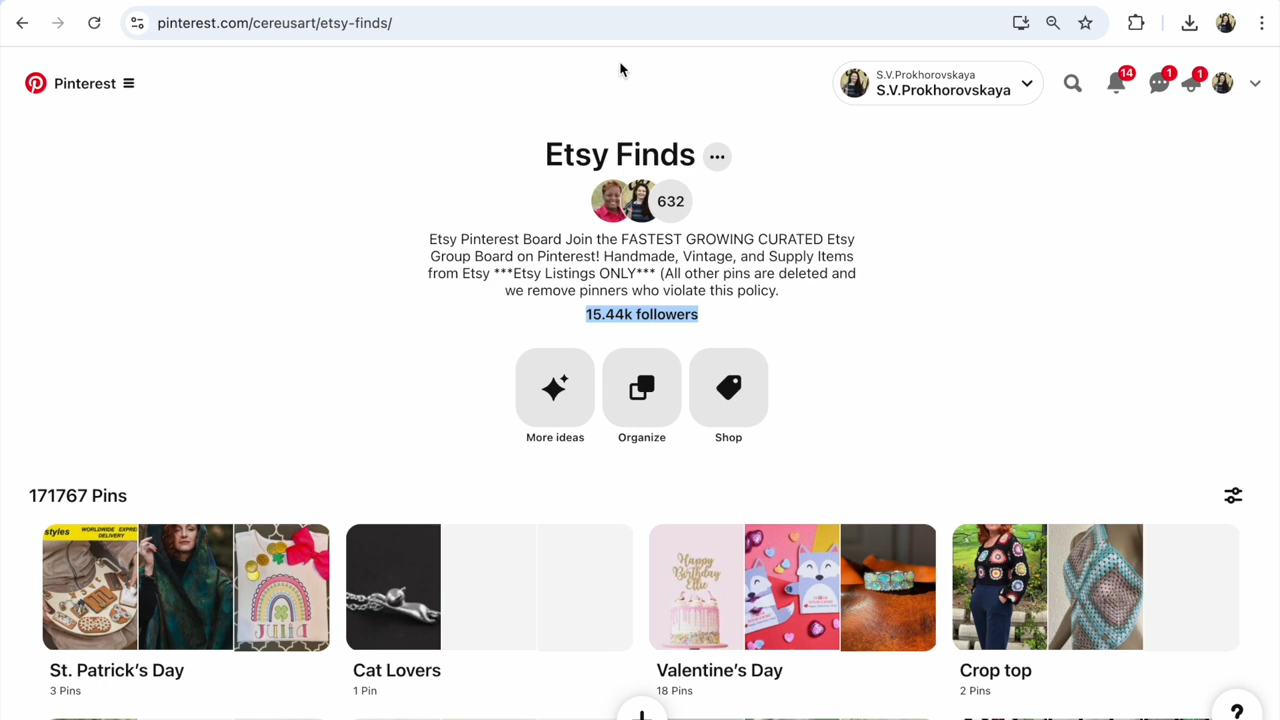 pinterest.com/cereusart/etsy-finds/
Pinterest
S.V.Prokhorovskaya
S.V.Prokhorovskaya
14
1
1
Etsy Finds
632
Etsy Pinterest Board Join the FASTEST GROWING CURATED Etsy
Group Board on Pinterest! Handmade, Vintage, and Supply Items
from Etsy ***Etsy Listings ONLY*** (All other pins are deleted and
we remove pinners who violate this policy.
15.44k followers
More ideas
Organize
Shop
171767 Pins
styles
WORLDWIDE EXPRE
DELIVERY
Julia
Happy
Birthday
Ellie
St. Patrick’s Day
3 Pins
Cat Lovers
1 Pin
Valentine’s Day
18 Pins
Crop top
2 Pins
?